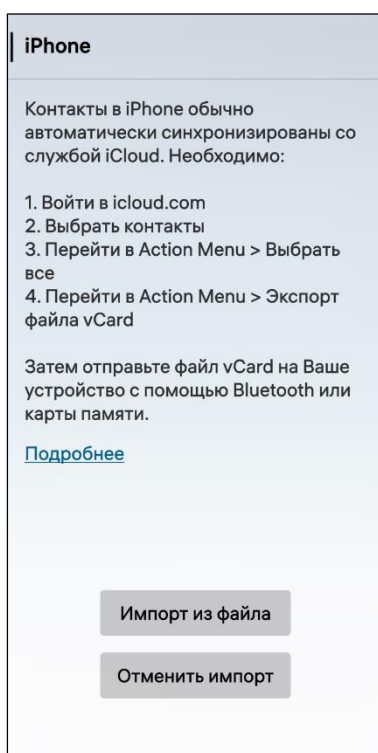 iPhone
Контакты в iPhone обычно
автоматически синхронизированы со
службой iCloud. Необходимо:
1. Войти в icloud.com
2. Выбрать контакты
3. Перейти в Action Menu > Выбрать
все
4. Перейти в Action Menu > Экспорт
файла vCard
Затем отправьте файл vCard на Ваше
устройство с помощью Bluetooth или
карты памяти.
Подробнее
Импорт из файла
Отменить импорт